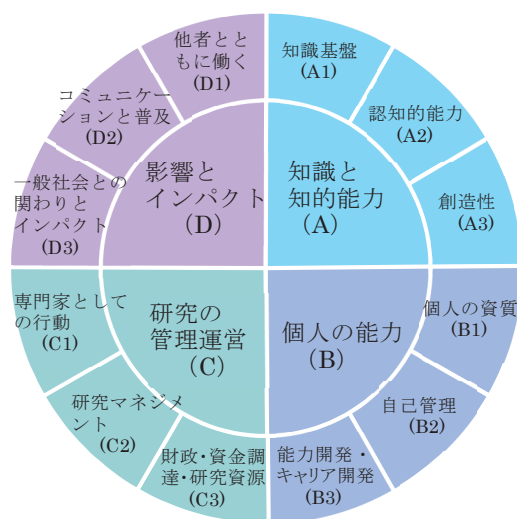 知識基盤
(A1)
認知的能力
(A2)
創造性
(A3)
知識と
知的能力
(A)
個人の資質
(B1)
自己管理
(B2)
能力開発・
キャリア開発
(B3)
個人の能力
(B)
専門家として
の行動
(C1)
研究マネジメ
ント
(C2)
財政・資金調
達・研究資源
(C3)
研究の
管理運営
(C)
他者とと
もに働く
(D1)
コミュニケー
ションと普及
(D2)
一般社会との
関わりと
インパクト
(D3)
影響と
インパクト
(D)